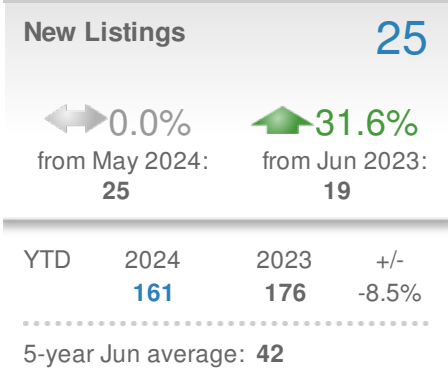 New Listings 25
0.0% 31.6%
from May 2024: from Jun 2023:
25 19
YTD 2024 2023 +/-
161 176 -8.5%
5-year Jun average: 42